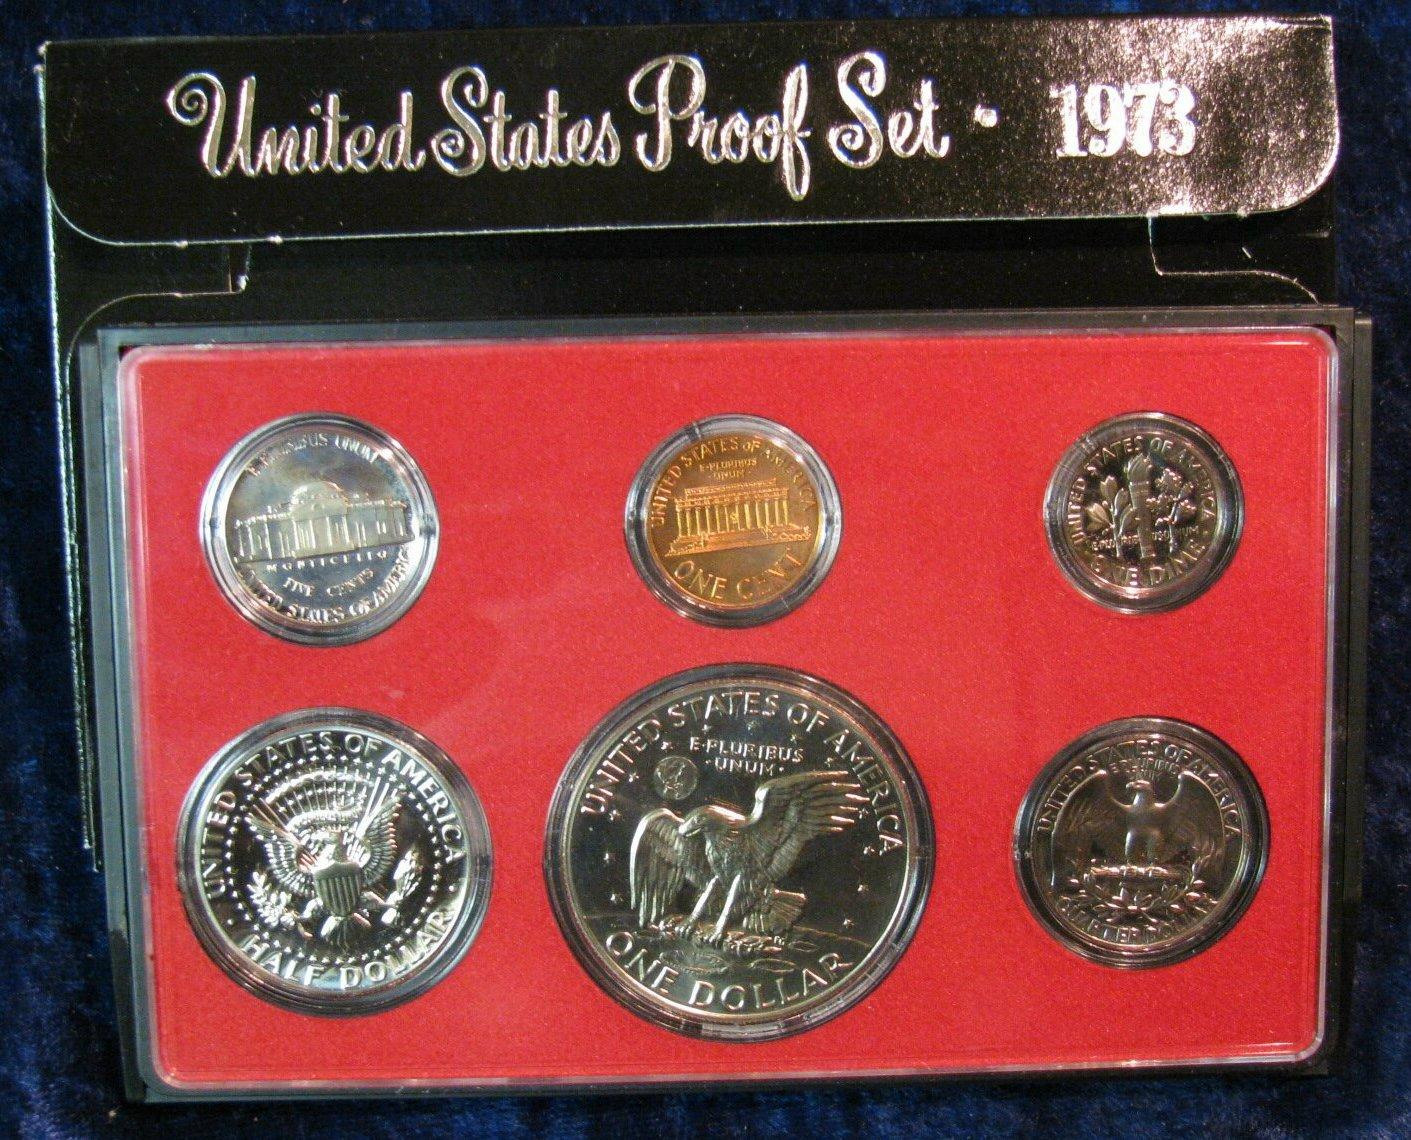 United States Proof Set · 1973
E PLURIBUS UNUM
MONTICELLO
FIVE CENTS
UNITED STATES OF AMERICA
UNITED STATES OF AMERICA
E·PLURIBUS
UNUM
ONE CENT
UNITED STATES OF AMERICA
ONE DIME
UNITED STATES OF AMERICA
HALF DOLLAR
UNITED STATES OF AMERICA
E·PLURIBUS
·UNUM·
ONE DOLLAR
UNITED STATES OF AMERICA
E PLURIBUS
QUARTER DOLLAR